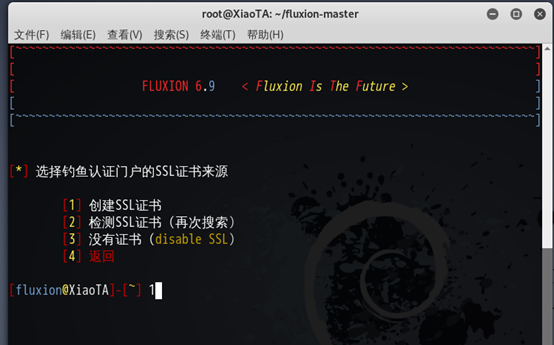 root@XiaoTA: ~/fluxion-master
文件(F) 编辑(E) 查看(V) 搜索(S) 终端(T) 帮助(H)
[~~~~~~~~~~~~~~~~~~~~~~~~~~~~~~~~~~~~~~~~~~~~~~~~~~~~~~~~~~~~~~]
[ ]
[ FLUXION 6.9 < Fluxion Is The Future > ]
[ ]
[~~~~~~~~~~~~~~~~~~~~~~~~~~~~~~~~~~~~~~~~~~~~~~~~~~~~~~~~~~~~~~]
[*] 选择钓鱼认证门户的SSL证书来源
[1] 创建SSL证书
[2] 检测SSL证书 (再次搜索)
[3] 没有证书 (disable SSL)
[4] 返回
[fluxion@XiaoTA]-[~] 1